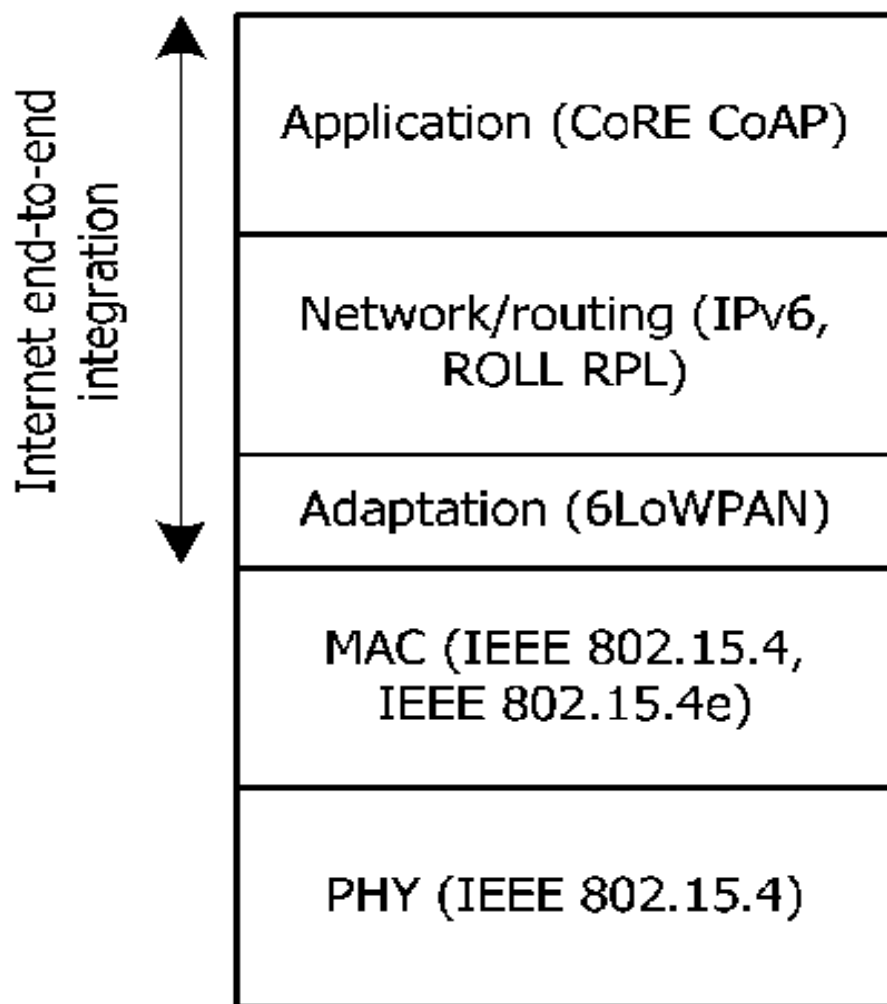 Internet end-to-end
integration
Application (CoRE CoAP)
Network/routing (IPv6,
ROLL RPL)
Adaptation (6LoWPAN)
MAC (IEEE 802.15.4,
IEEE 802.15.4e)
PHY (IEEE 802.15.4)